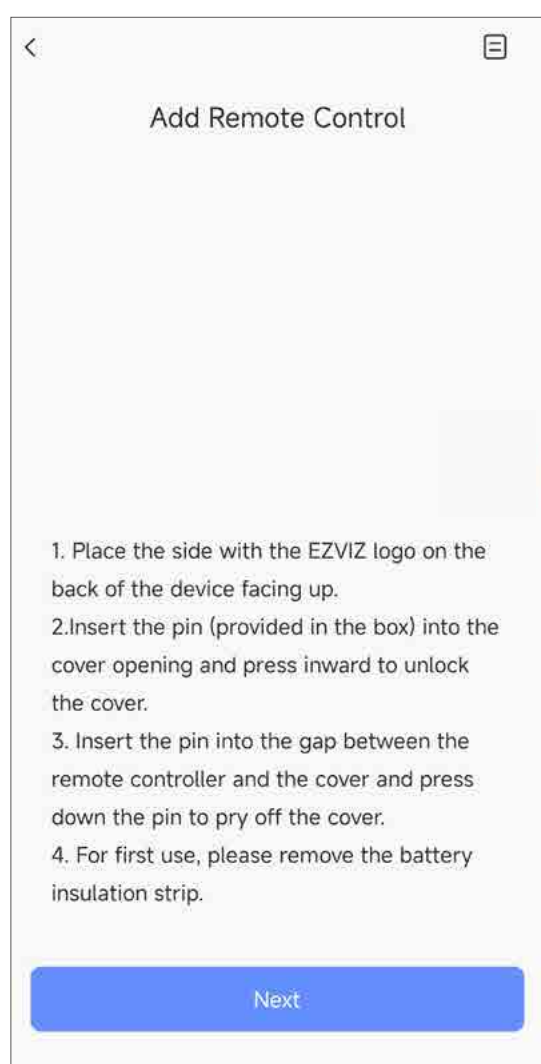 Add Remote Control
1. Place the side with the EZVIZ logo on the
back of the device facing up.
2.Insert the pin (provided in the box) into the
cover opening and press inward to unlock
the cover.
3. Insert the pin into the gap between the
remote controller and the cover and press
down the pin to pry off the cover.
4. For first use, please remove the battery
insulation strip.
Next